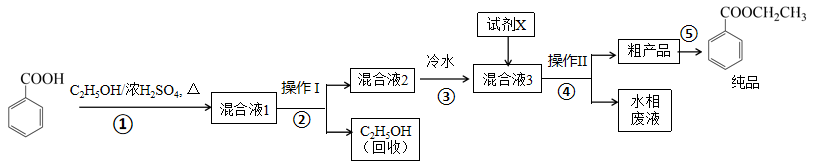 COOH
C₂H₅OH/浓H₂SO₄, △
①
混合液1
操作 I
②
混合液2
C₂H₅OH
（回收）
冷水
③
试剂X
混合液3
操作II
④
粗产品
水相
废液
⑤
COOCH₂CH₃
纯品